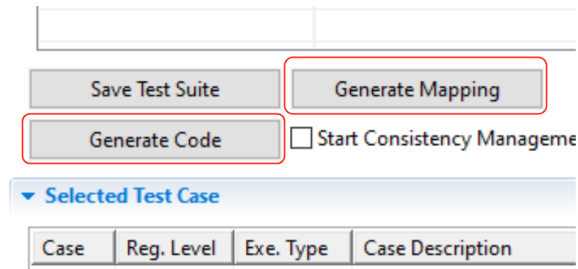 Save Test Suite Generate Mapping
Generate Code Start Consistency Manageme
Selected Test Case
Case Reg. Level Exe. Type Case Description